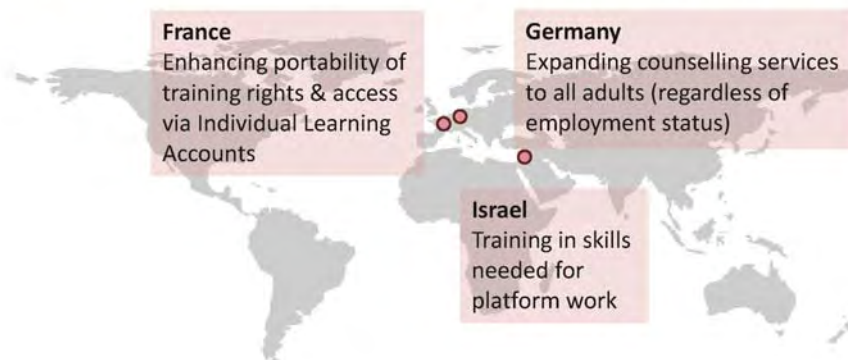 France
Enhancing portability of
training rights & access
via Individual Learning
Accounts
Germany
Expanding counselling services
to all adults (regardless of
employment status)
Israel
Training in skills
needed for
platform work